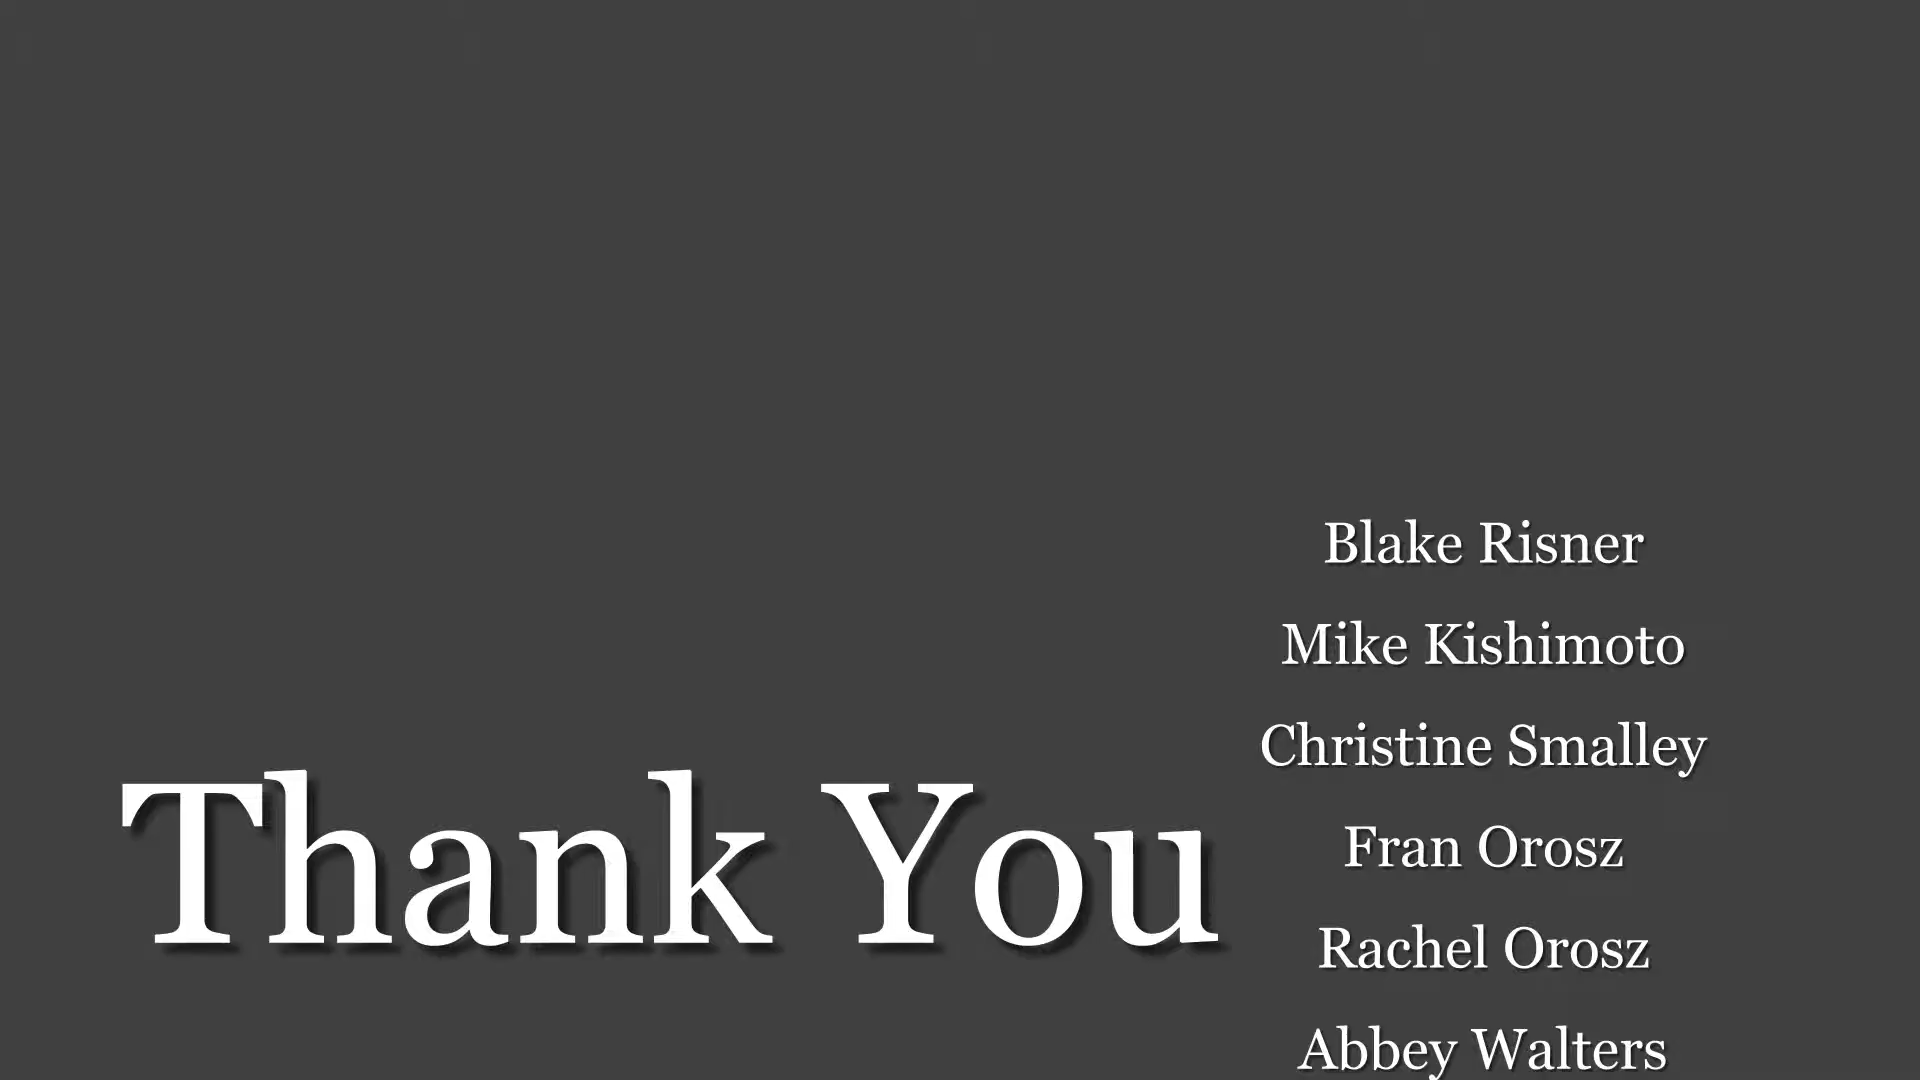 Thank You
Blake Risner
Mike Kishimoto
Christine Smalley
Fran Orosz
Rachel Orosz
Abbey Walters